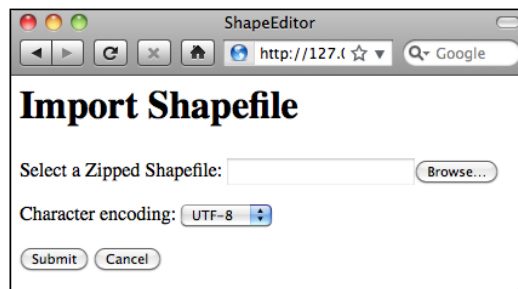 ShapeEditor
http://127.( Google
Import Shapefile
Select a Zipped Shapefile: Browse...
Character encoding: UTF-8
Submit Cancel